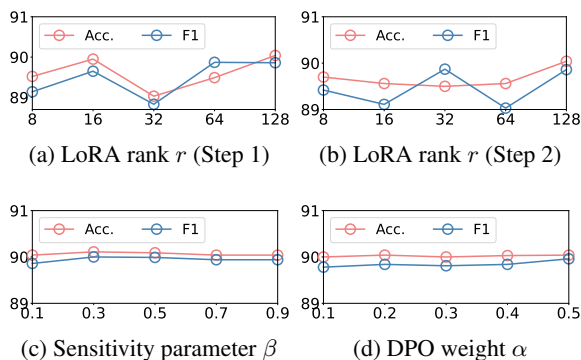 91
90
89
Acc. F1
8 16 32 64 128
(a) LoRA rank r (Step 1)
91
90
89
Acc. F1
8 16 32 64 128
(b) LoRA rank r (Step 2)
91
90
89
Acc. F1
0.1 0.3 0.5 0.7 0.9
(c) Sensitivity parameter β
91
90
89
Acc. F1
0.1 0.2 0.3 0.4 0.5
(d) DPO weight α